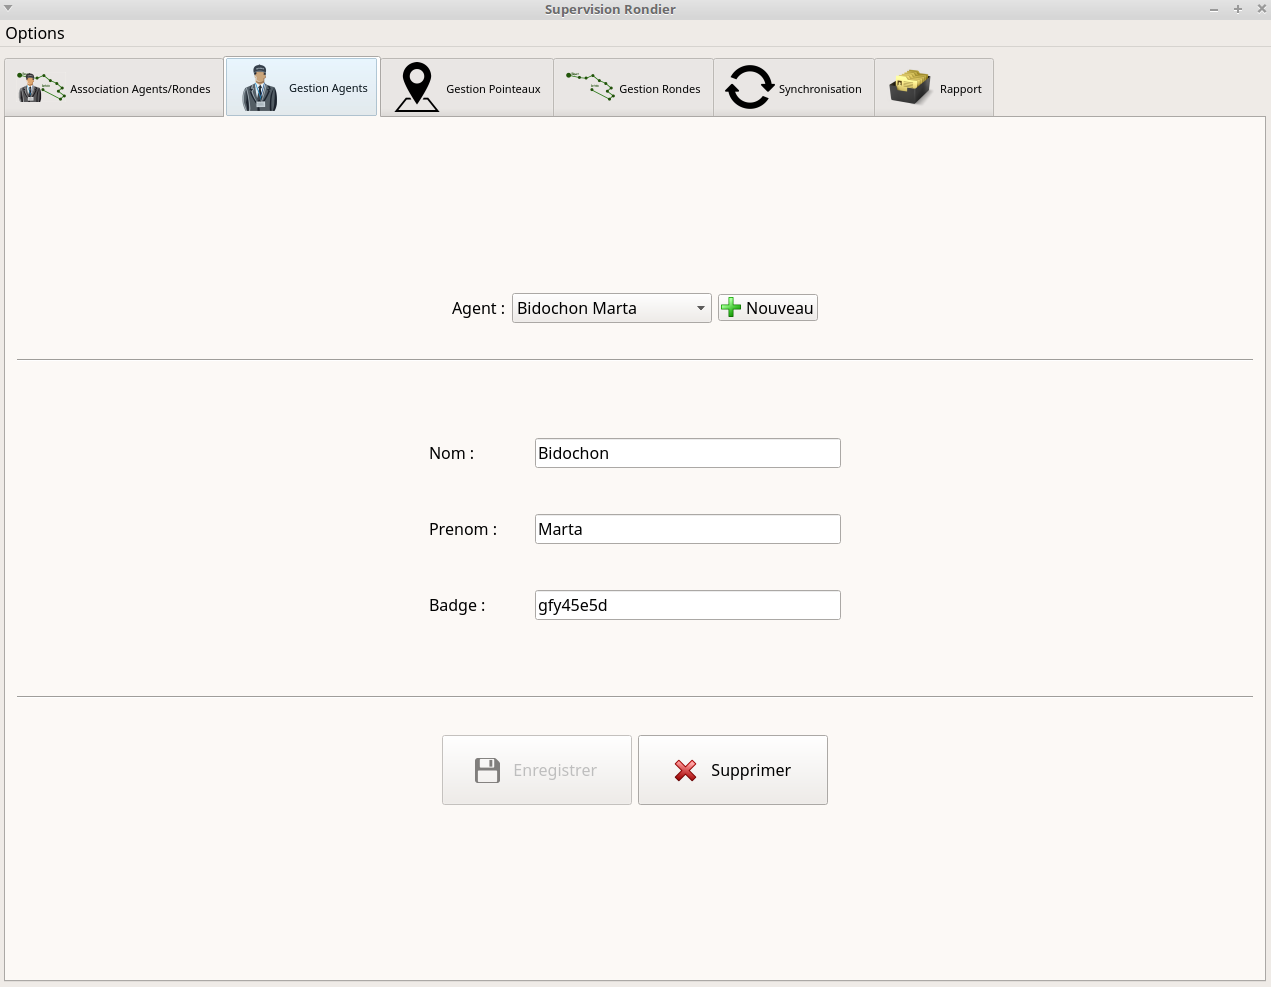 Supervision Rondier
Options
Association Agents/Rondes
Gestion Agents
Gestion Pointeaux
Gestion Rondes
Synchronisation
Rapport
Agent : Bidochon Marta Nouveau
Nom : Bidochon
Prenom : Marta
Badge : gfy45e5d
Enregistrer Supprimer